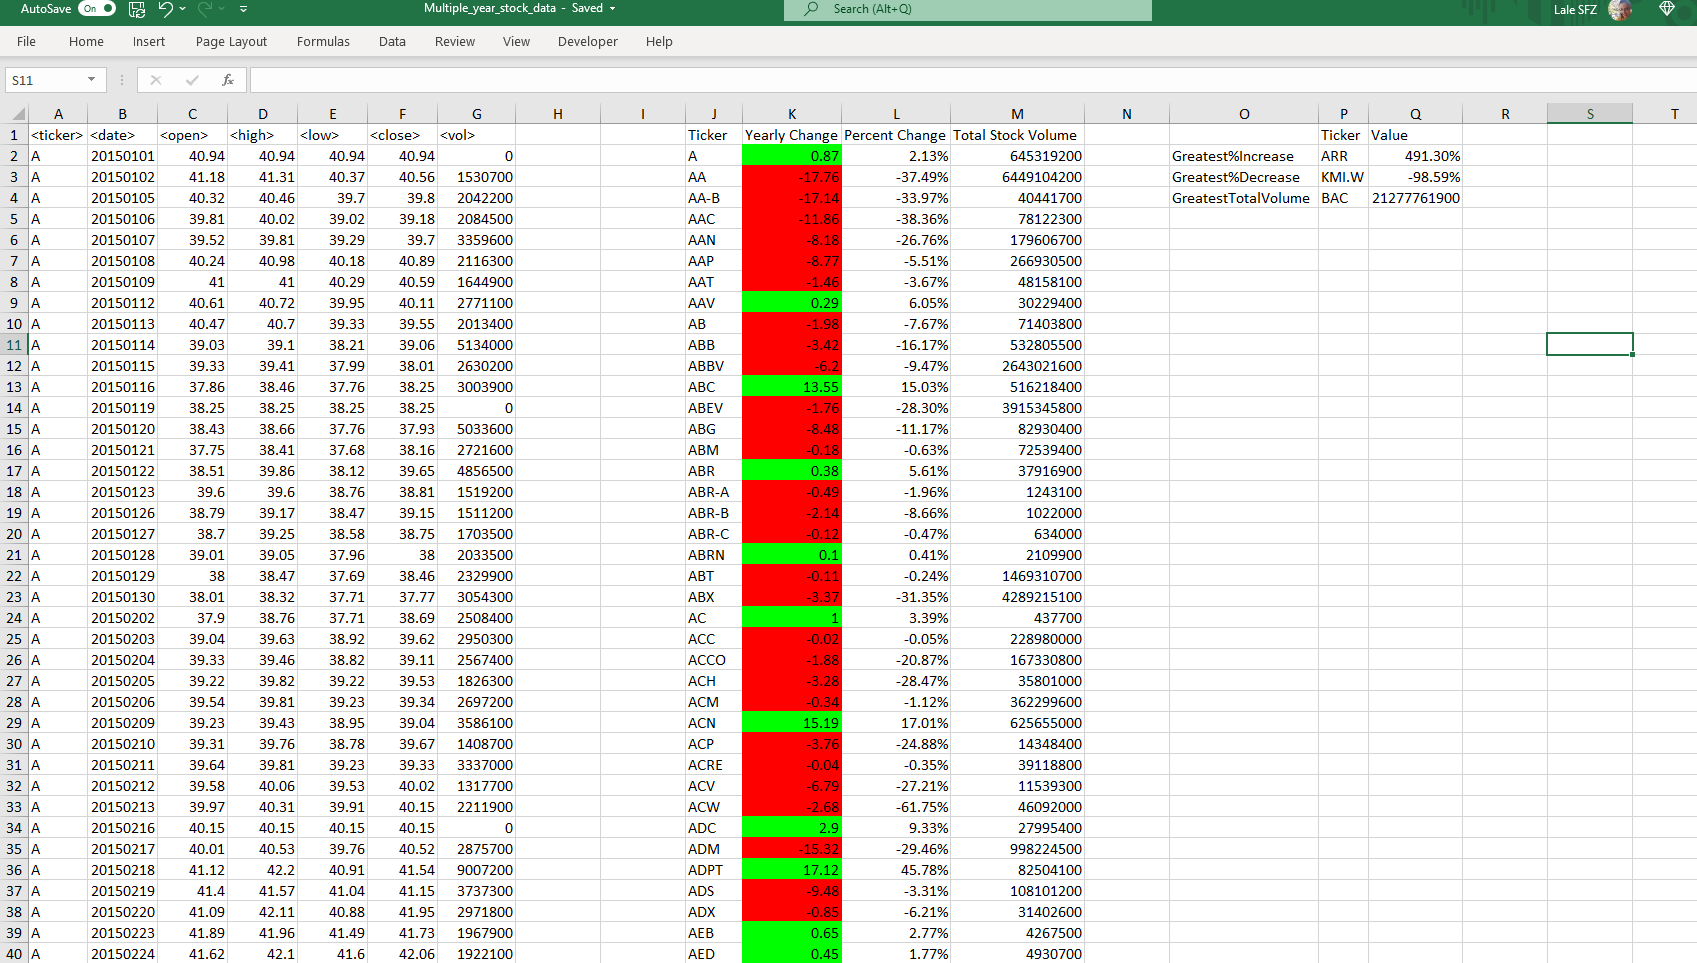 AutoSave On Multiple_year_stock_data - Saved Search (Alt+Q) Lale SFZ
File Home Insert Page Layout Formulas Data Review View Developer Help
S11 fx
A B C D E F G H I J K L M N O P Q R S T
1 <ticker> <date> <open> <high> <low> <close> <vol> Ticker Yearly Change Percent Change Total Stock Volume Ticker Value
2 A 20150101 40.94 40.94 40.94 40.94 0 A 0.87 2.13% 645319200 Greatest%Increase ARR 491.30%
3 A 20150102 41.18 41.31 40.37 40.56 1530700 AA -17.76 -37.49% 6449104200 Greatest%Decrease KMI.W -98.59%
4 A 20150105 40.32 40.46 39.7 39.8 2042200 AA-B -17.14 -33.97% 40441700 GreatestTotalVolume BAC 21277761900
5 A 20150106 39.81 40.02 39.02 39.18 2084500 AAC -11.86 -38.36% 78122300
6 A 20150107 39.52 39.81 39.29 39.7 3359600 AAN -8.18 -26.76% 179606700
7 A 20150108 40.24 40.98 40.18 40.89 2116300 AAP -8.77 -5.51% 266930500
8 A 20150109 41 41 40.29 40.59 1644900 AAT -1.46 -3.67% 48158100
9 A 20150112 40.61 40.72 39.95 40.11 2771100 AAV 0.29 6.05% 30229400
10 A 20150113 40.47 40.7 39.33 39.55 2013400 AB -1.98 -7.67% 71403800
11 A 20150114 39.03 39.1 38.21 39.06 5134000 ABB -3.42 -16.17% 532805500
12 A 20150115 39.33 39.41 37.99 38.01 2630200 ABBV -6.2 -9.47% 2643021600
13 A 20150116 37.86 38.46 37.76 38.25 3003900 ABC 13.55 15.03% 516218400
14 A 20150119 38.25 38.25 38.25 38.25 0 ABEV -1.76 -28.30% 3915345800
15 A 20150120 38.43 38.66 37.76 37.93 5033600 ABG -8.48 -11.17% 82930400
16 A 20150121 37.75 38.41 37.68 38.16 2721600 ABM -0.18 -0.63% 72539400
17 A 20150122 38.51 39.86 38.12 39.65 4856500 ABR 0.38 5.61% 37916900
18 A 20150123 39.6 39.6 38.76 38.81 1519200 ABR-A -0.49 -1.96% 1243100
19 A 20150126 38.79 39.17 38.47 39.15 1511200 ABR-B -2.14 -8.66% 1022000
20 A 20150127 38.7 39.25 38.58 38.75 1703500 ABR-C -0.12 -0.47% 634000
21 A 20150128 39.01 39.05 37.96 38 2033500 ABRN 0.1 0.41% 2109900
22 A 20150129 38 38.47 37.69 38.46 2329900 ABT -0.11 -0.24% 1469310700
23 A 20150130 38.01 38.32 37.71 37.77 3054300 ABX -3.37 -31.35% 4289215100
24 A 20150202 37.9 38.76 37.71 38.69 2508400 AC 1 3.39% 437700
25 A 20150203 39.04 39.63 38.92 39.62 2950300 ACC -0.02 -0.05% 228980000
26 A 20150204 39.33 39.46 38.82 39.11 2567400 ACCO -1.88 -20.87% 167330800
27 A 20150205 39.22 39.82 39.22 39.53 1826300 ACH -3.28 -28.47% 35801000
28 A 20150206 39.54 39.81 39.23 39.34 2697200 ACM -0.34 -1.12% 362299600
29 A 20150209 39.23 39.43 38.95 39.04 3586100 ACN 15.19 17.01% 625655000
30 A 20150210 39.31 39.76 38.78 39.67 1408700 ACP -3.76 -24.88% 14348400
31 A 20150211 39.64 39.81 39.23 39.33 3337000 ACRE -0.04 -0.35% 39118800
32 A 20150212 39.58 40.06 39.53 40.02 1317700 ACV -6.79 -27.21% 11539300
33 A 20150213 39.97 40.31 39.91 40.15 2211900 ACW -2.68 -61.75% 46092000
34 A 20150216 40.15 40.15 40.15 40.15 0 ADC 2.9 9.33% 27995400
35 A 20150217 40.01 40.53 39.76 40.52 2875700 ADM -15.32 -29.46% 998224500
36 A 20150218 41.12 42.2 40.91 41.54 9007200 ADPT 17.12 45.78% 82504100
37 A 20150219 41.4 41.57 41.04 41.15 3737300 ADS -9.48 -3.31% 108101200
38 A 20150220 41.09 42.11 40.88 41.95 2971800 ADX -0.85 -6.21% 31402600
39 A 20150223 41.89 41.96 41.49 41.73 1967900 AEB 0.65 2.77% 4267500
40 A 20150224 41.62 42.1 41.6 42.06 1922100 AED 0.45 1.77% 4930700